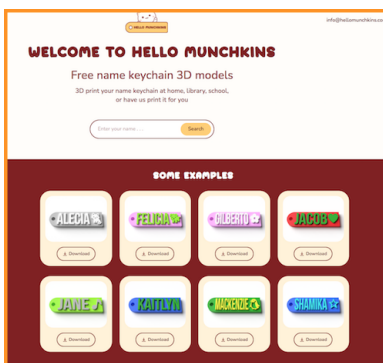 HELLO MUNCHKINS
info@hellomunchkins.co
WELCOME TO HELLO MUNCHKINS
Free name keychain 3D models
3D print your name keychain at home, library, school,
or have us print it for you
Enter your name . . .
Search
SOME EXAMPLES
ALECIA
FELICIA
GILBERTO
JACOB
Download
Download
Download
Download
JANE
KAITLYN
MACKENZIE
SHAMIKA
Download
Download
Download
Download